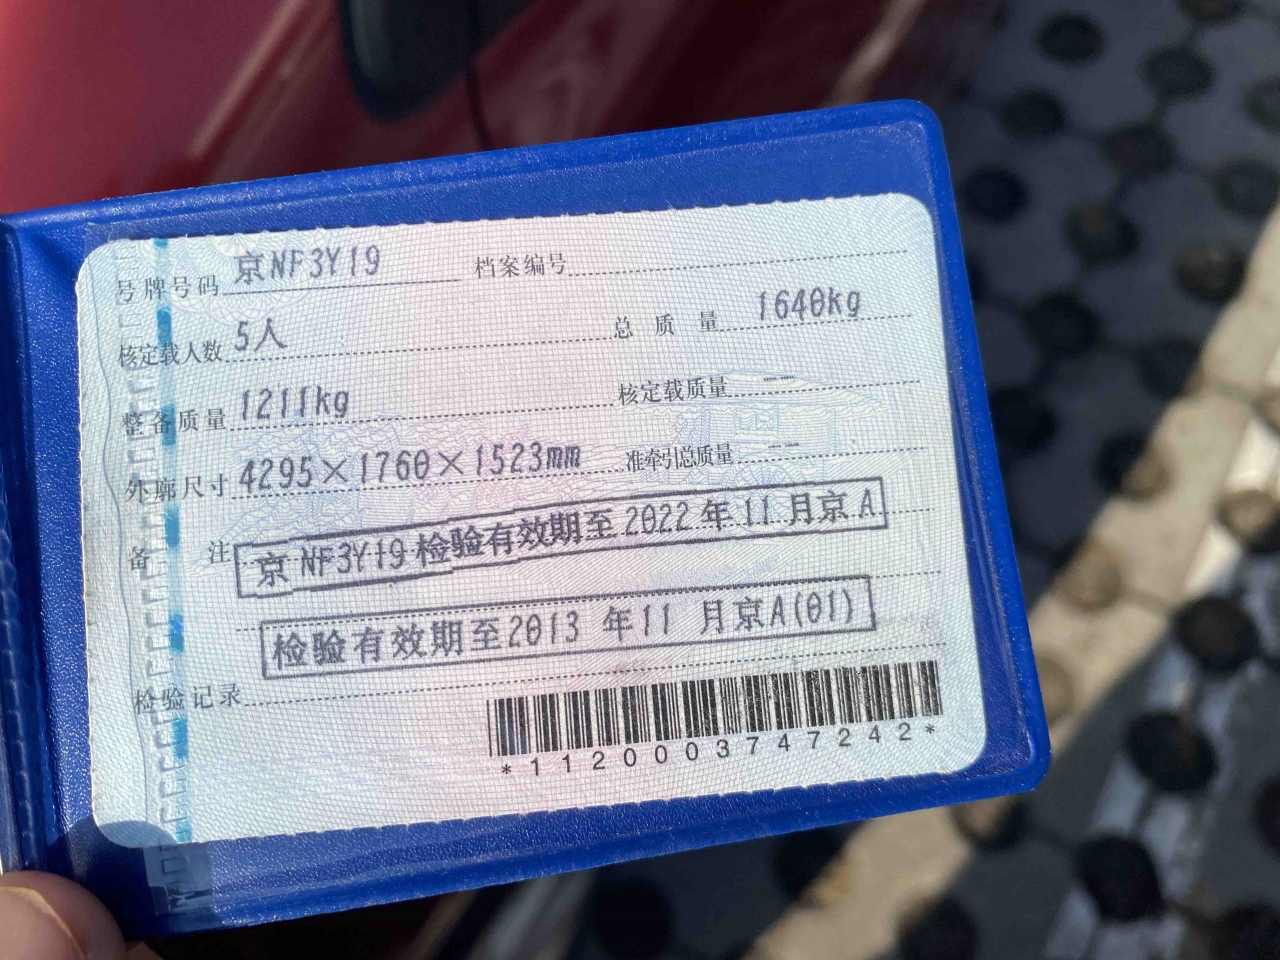 号牌号码 京NF3Y19 档案编号
核定载人数 5人 总质量 1640kg
整备质量 1211kg 核定载质量 --
外廓尺寸 4295×1760×1523mm 准牵引总质量 --
备注 京NF3Y19检验有效期至2022年11月京A
检验有效期至2013年11月京A(01)
检验记录
*1120003747242*